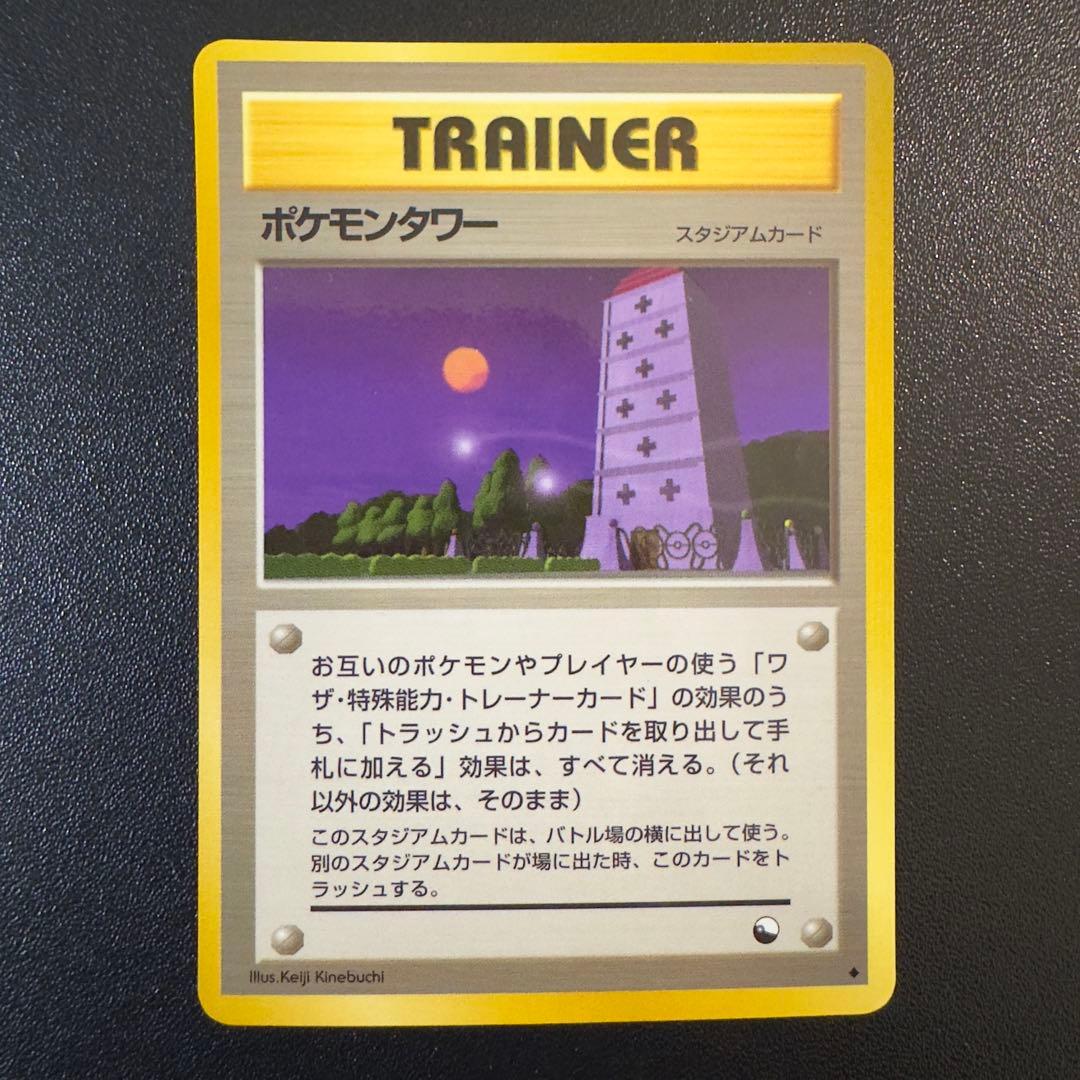 TRAINER
ポケモンタワー
スタジアムカード
お互いのポケモンやプレイヤーの使う「ワ
ザ・特殊能力・トレーナーカード」の効果のう
ち、「トラッシュからカードを取り出して手
札に加える」効果は、すべて消える。（それ
以外の効果は、そのまま）
このスタジアムカードは、バトル場の横に出して使う。
別のスタジアムカードが場に出た時、このカードをト
ラッシュする。
Illus.Keiji Kinebuchi